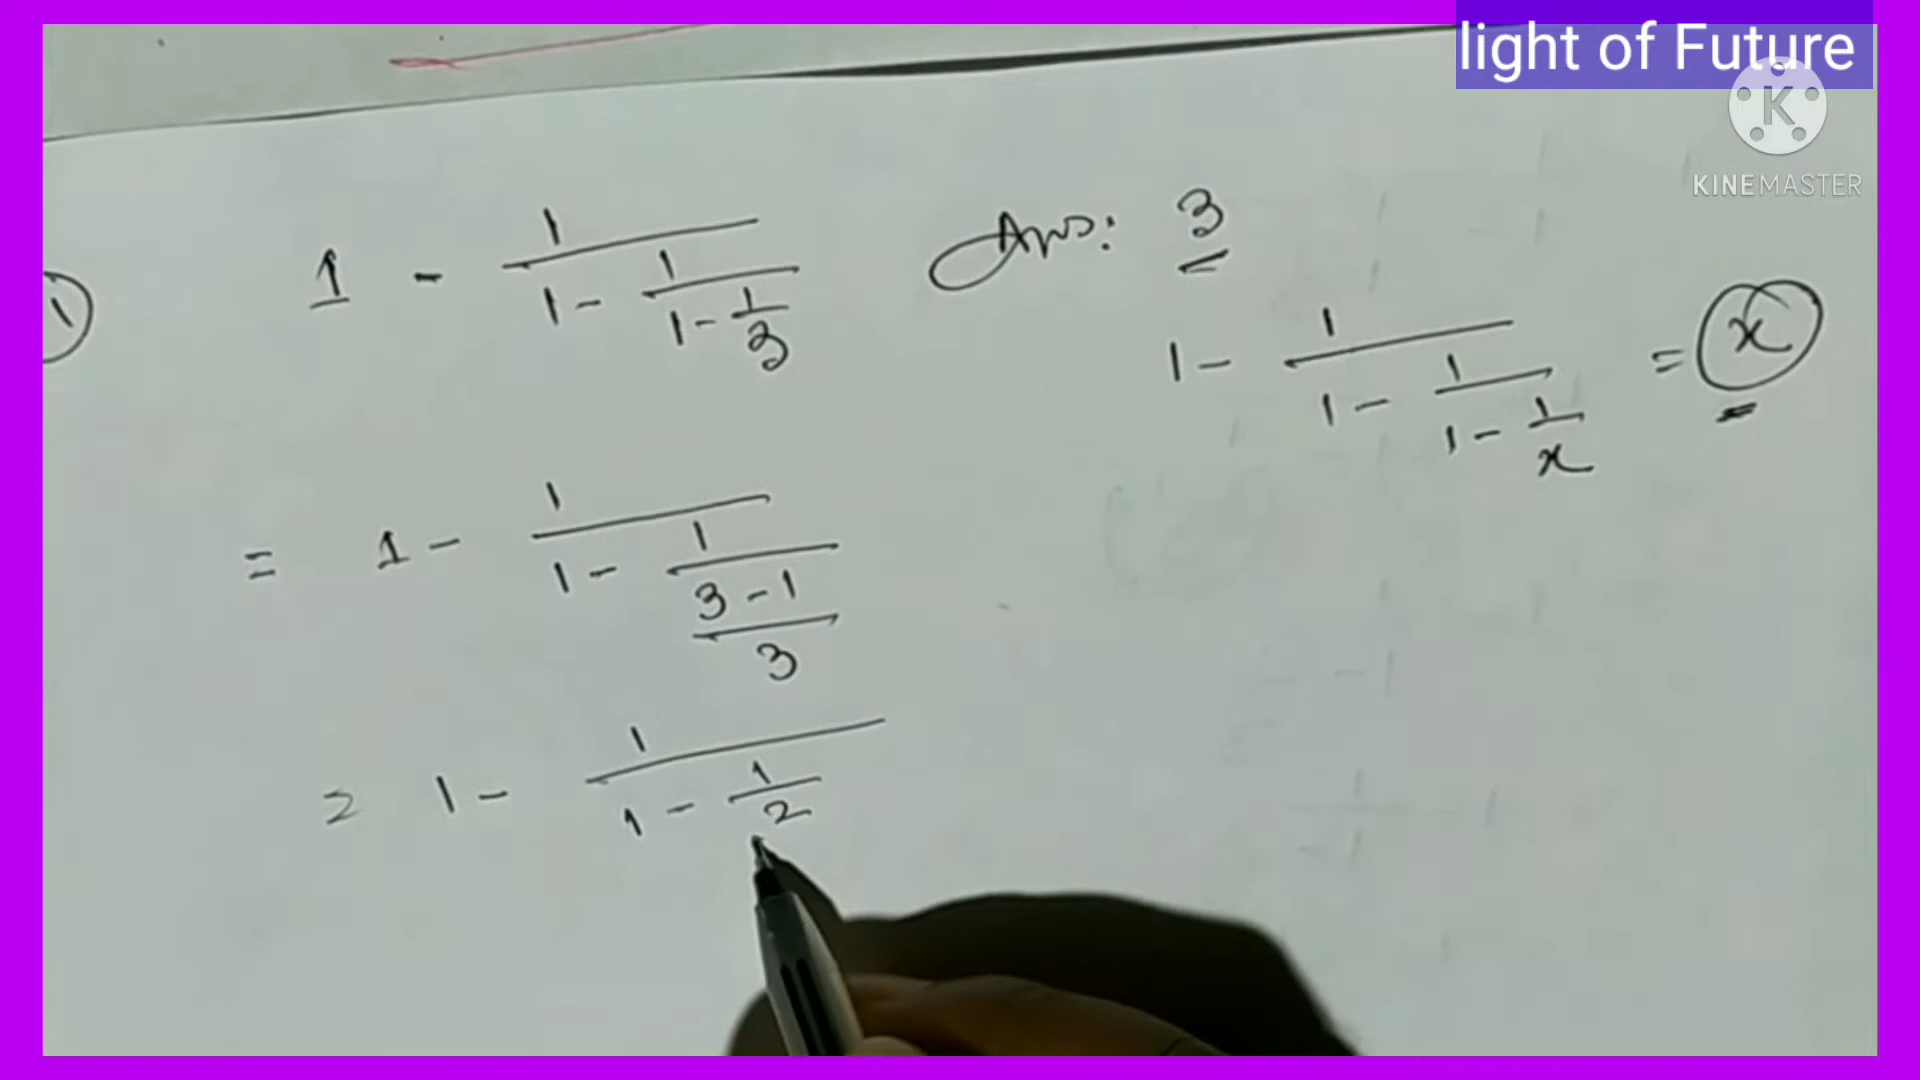 light of Future
KINEMASTER
① 1 - 1/(1 - 1/(1 - 1/3)) Ans: 3
1 - 1/(1 - 1/(1 - 1/x)) = x
= 1 - 1/(1 - 1/((3 - 1)/3))
= 1 - 1/(1 - 1/2)